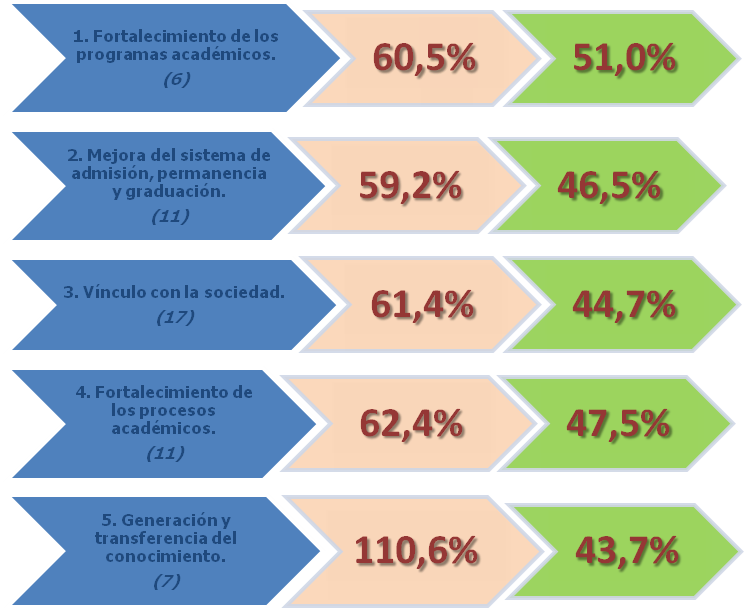 1. Fortalecimiento de los
programas académicos.
(6)
60,5%
51,0%
2. Mejora del sistema de
admisión, permanencia
y graduación.
(11)
59,2%
46,5%
3. Vínculo con la sociedad.
(17)
61,4%
44,7%
4. Fortalecimiento de
los procesos
académicos.
(11)
62,4%
47,5%
5. Generación y
transferencia del
conocimiento.
(7)
110,6%
43,7%